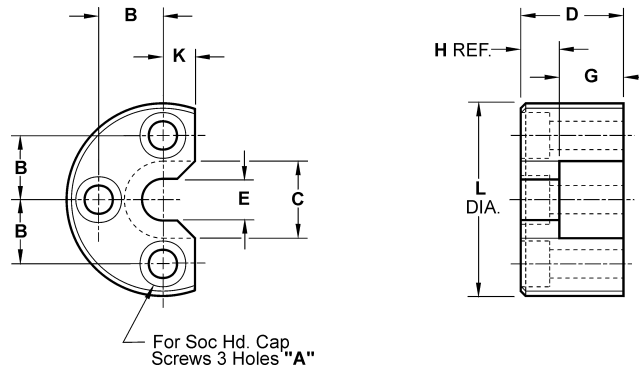 B
K
D
H REF.
G
B
B
E
C
L
DIA.
For Soc Hd. Cap
Screws 3 Holes "A"